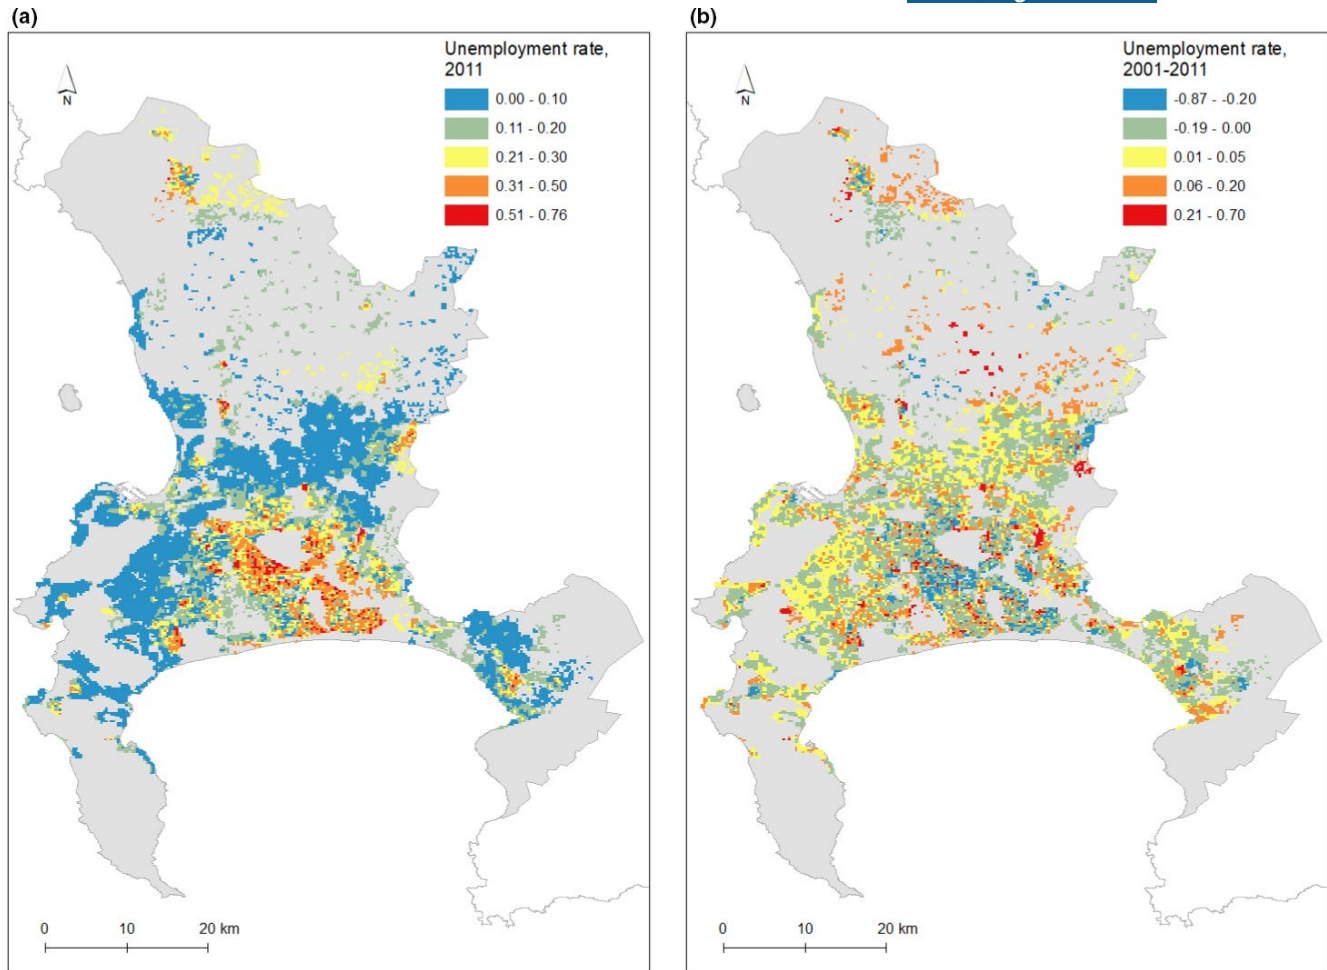 (a)
(b)
Unemployment rate,
2011
0.00 - 0.10
0.11 - 0.20
0.21 - 0.30
0.31 - 0.50
0.51 - 0.76
N
0 10 20 km
Unemployment rate,
2001-2011
-0.87 - -0.20
-0.19 - 0.00
0.01 - 0.05
0.06 - 0.20
0.21 - 0.70
N
0 10 20 km